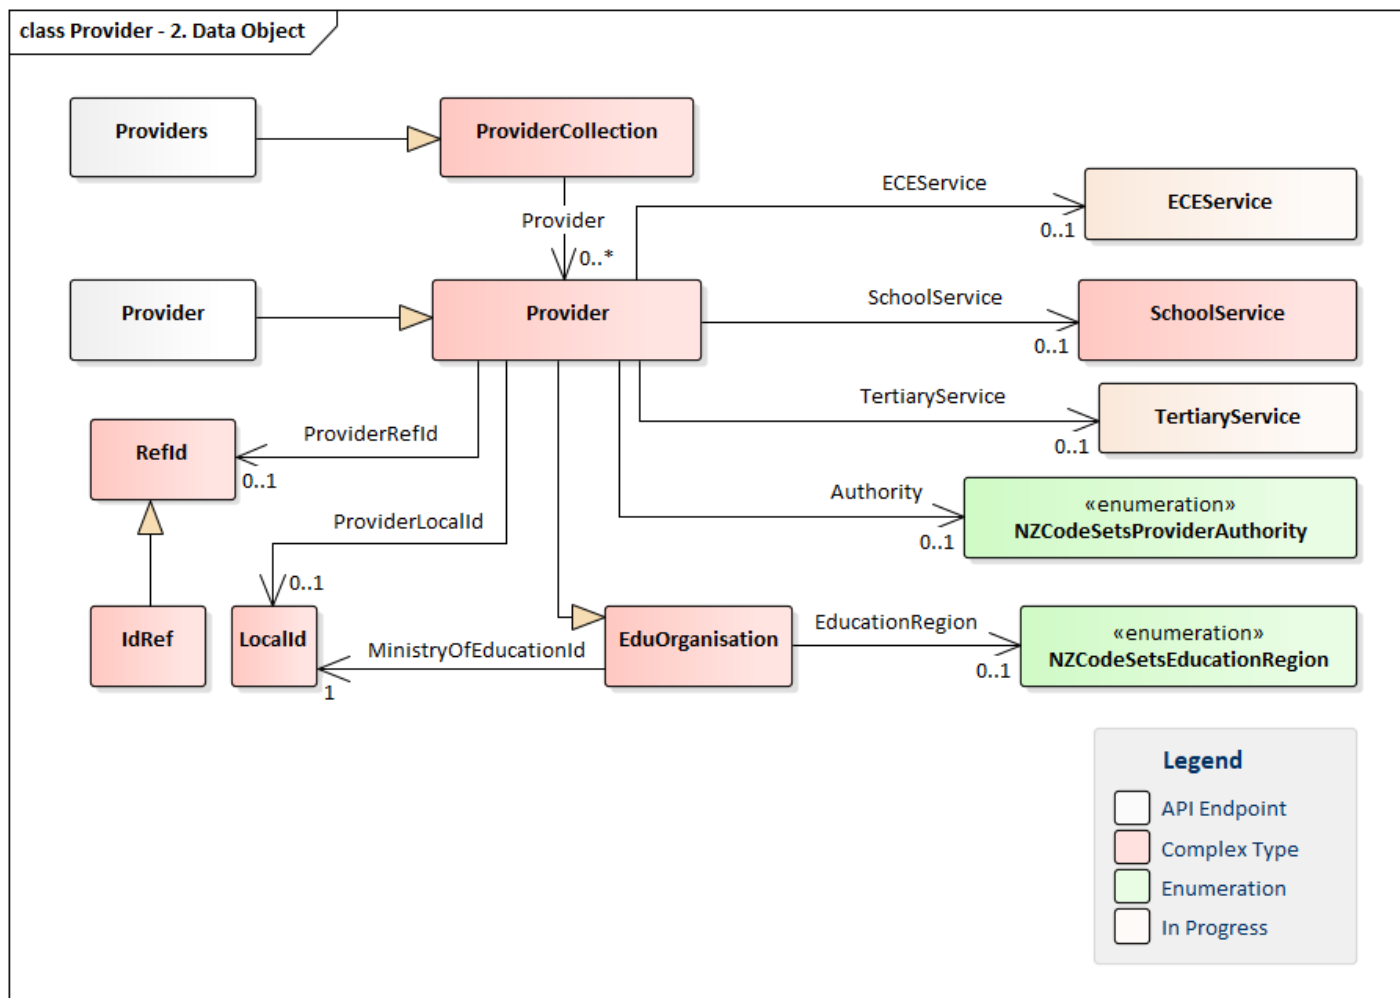 class Provider - 2. Data Object
Providers
ProviderCollection
ECEService
ECEService
0..1
Provider
0..*
Provider
Provider
SchoolService
SchoolService
0..1
TertiaryService
TertiaryService
0..1
RefId
ProviderRefId
0..1
Authority
«enumeration»
NZCodeSetsProviderAuthority
0..1
ProviderLocalId
0..1
IdRef
LocalId
MinistryOfEducationId
1
EduOrganisation
EducationRegion
0..1
«enumeration»
NZCodeSetsEducationRegion
Legend
API Endpoint
Complex Type
Enumeration
In Progress